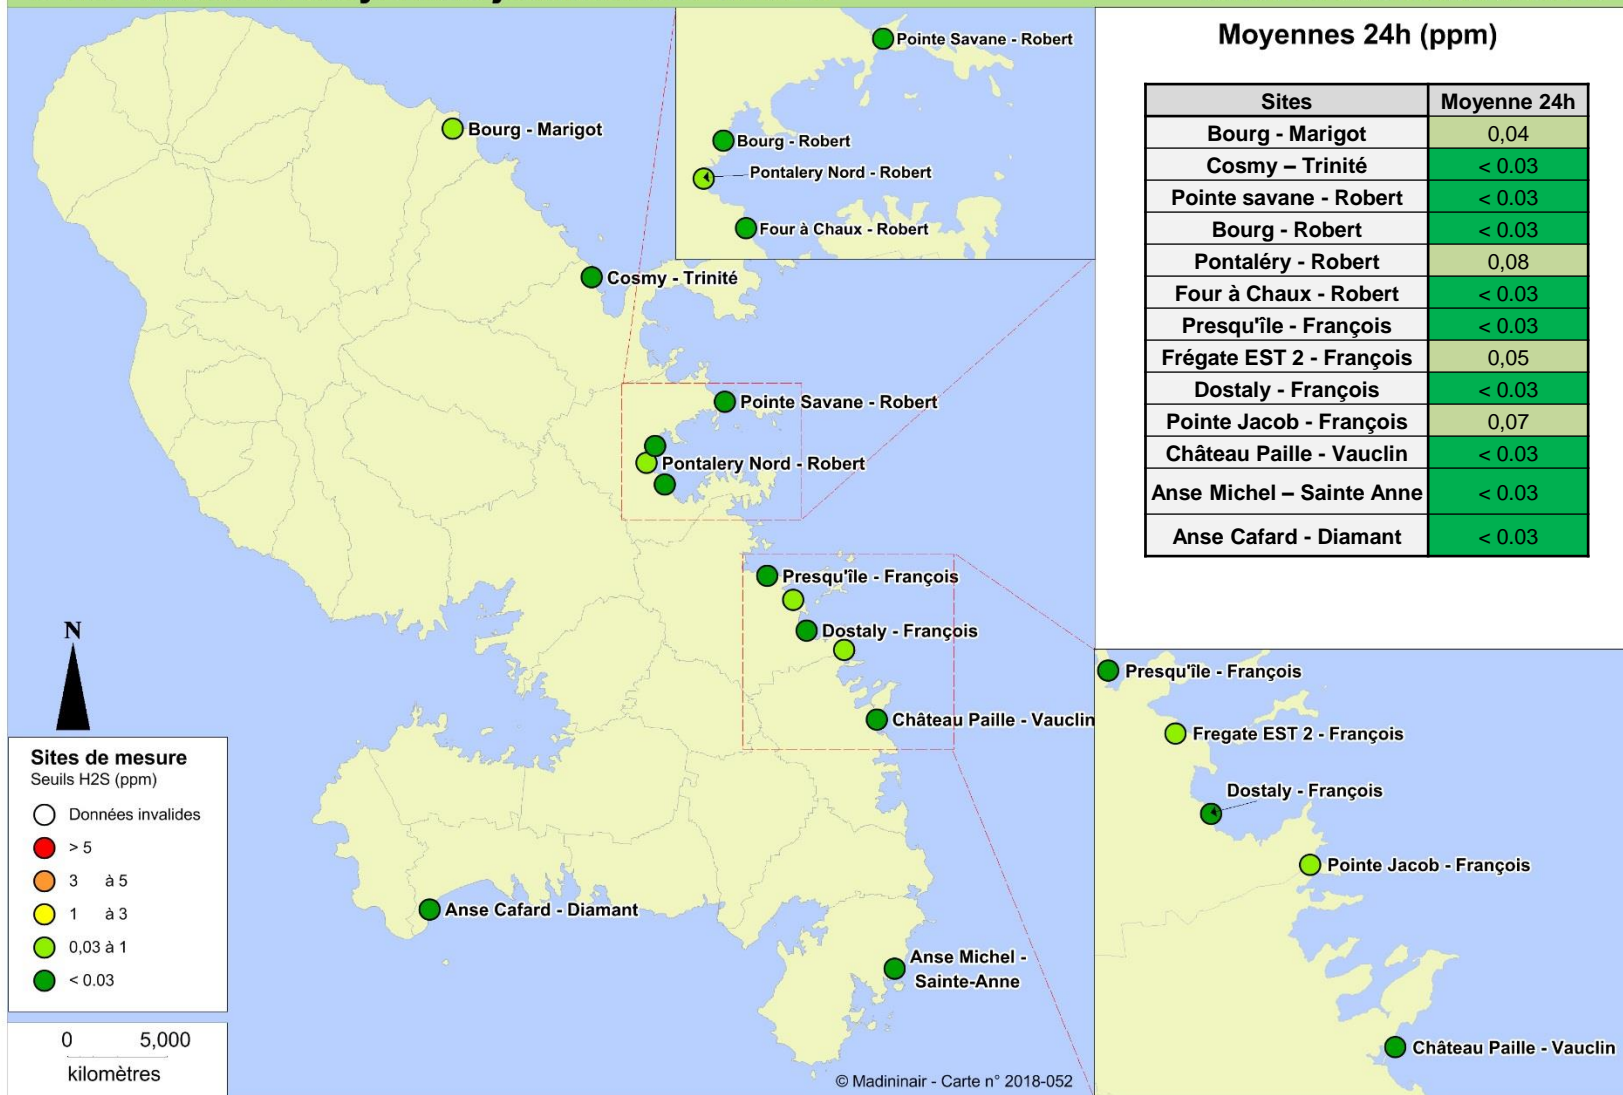 Pointe Savane - Robert
Bourg - Robert
Pontalery Nord - Robert
Four à Chaux - Robert
Bourg - Marigot
Cosmy - Trinité
Pointe Savane - Robert
Pontalery Nord - Robert
Presqu'île - François
Dostaly - François
Château Paille - Vauclin
Anse Cafard - Diamant
Anse Michel -
Sainte-Anne
N
Sites de mesure
Seuils H2S (ppm)
Données invalides
> 5
3 à 5
1 à 3
0,03 à 1
< 0.03
0 5,000
kilomètres
© Madininair - Carte n° 2018-052
Moyennes 24h (ppm)
Sites Moyenne 24h
Bourg - Marigot 0,04
Cosmy – Trinité < 0.03
Pointe savane - Robert < 0.03
Bourg - Robert < 0.03
Pontaléry - Robert 0,08
Four à Chaux - Robert < 0.03
Presqu'île - François < 0.03
Frégate EST 2 - François 0,05
Dostaly - François < 0.03
Pointe Jacob - François 0,07
Château Paille - Vauclin < 0.03
Anse Michel – Sainte Anne < 0.03
Anse Cafard - Diamant < 0.03
Presqu'île - François
Fregate EST 2 - François
Dostaly - François
Pointe Jacob - François
Château Paille - Vauclin